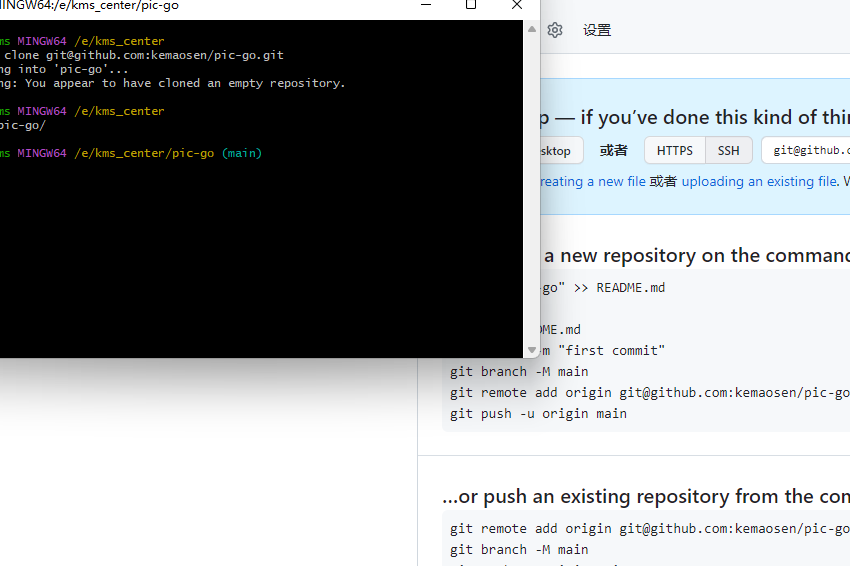 MINGW64:/e/kms_center/pic-go
ms MINGW64 /e/kms_center
clone git@github.com:kemaosen/pic-go.git
ng into 'pic-go'...
ng: You appear to have cloned an empty repository.
ms MINGW64 /e/kms_center
pic-go/
ms MINGW64 /e/kms_center/pic-go (main)
设置
p — if you’ve done this kind of thin
sktop 或者 HTTPS SSH git@github.c
reating a new file 或者 uploading an existing file. W
a new repository on the command
-go" >> README.md
DME.md
-m "first commit"
git branch -M main
git remote add origin git@github.com:kemaosen/pic-go
git push -u origin main
…or push an existing repository from the com
git remote add origin git@github.com:kemaosen/pic-go
git branch -M main